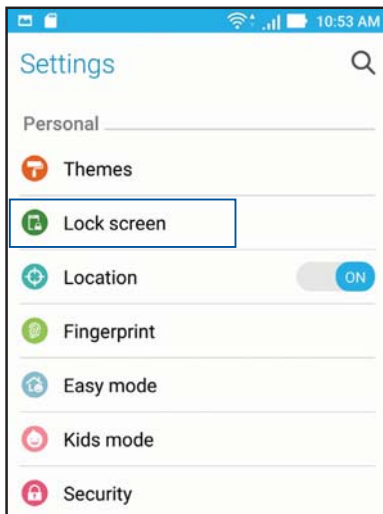 10:53 AM
Settings
Personal
Themes
Lock screen
Location ON
Fingerprint
Easy mode
Kids mode
Security